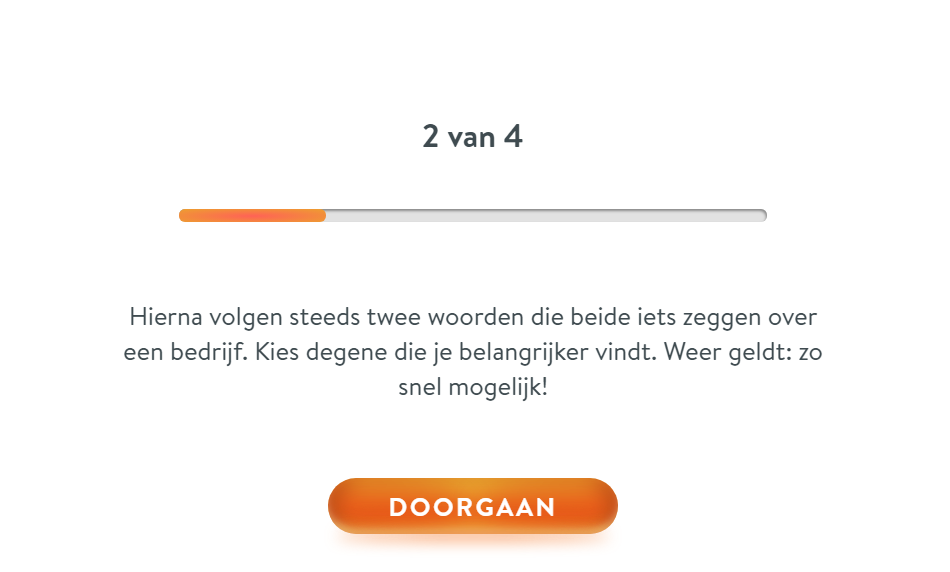 2 van 4
Hierna volgen steeds twee woorden die beide iets zeggen over
een bedrijf. Kies degene die je belangrijker vindt. Weer geldt: zo
snel mogelijk!
DOORGAAN